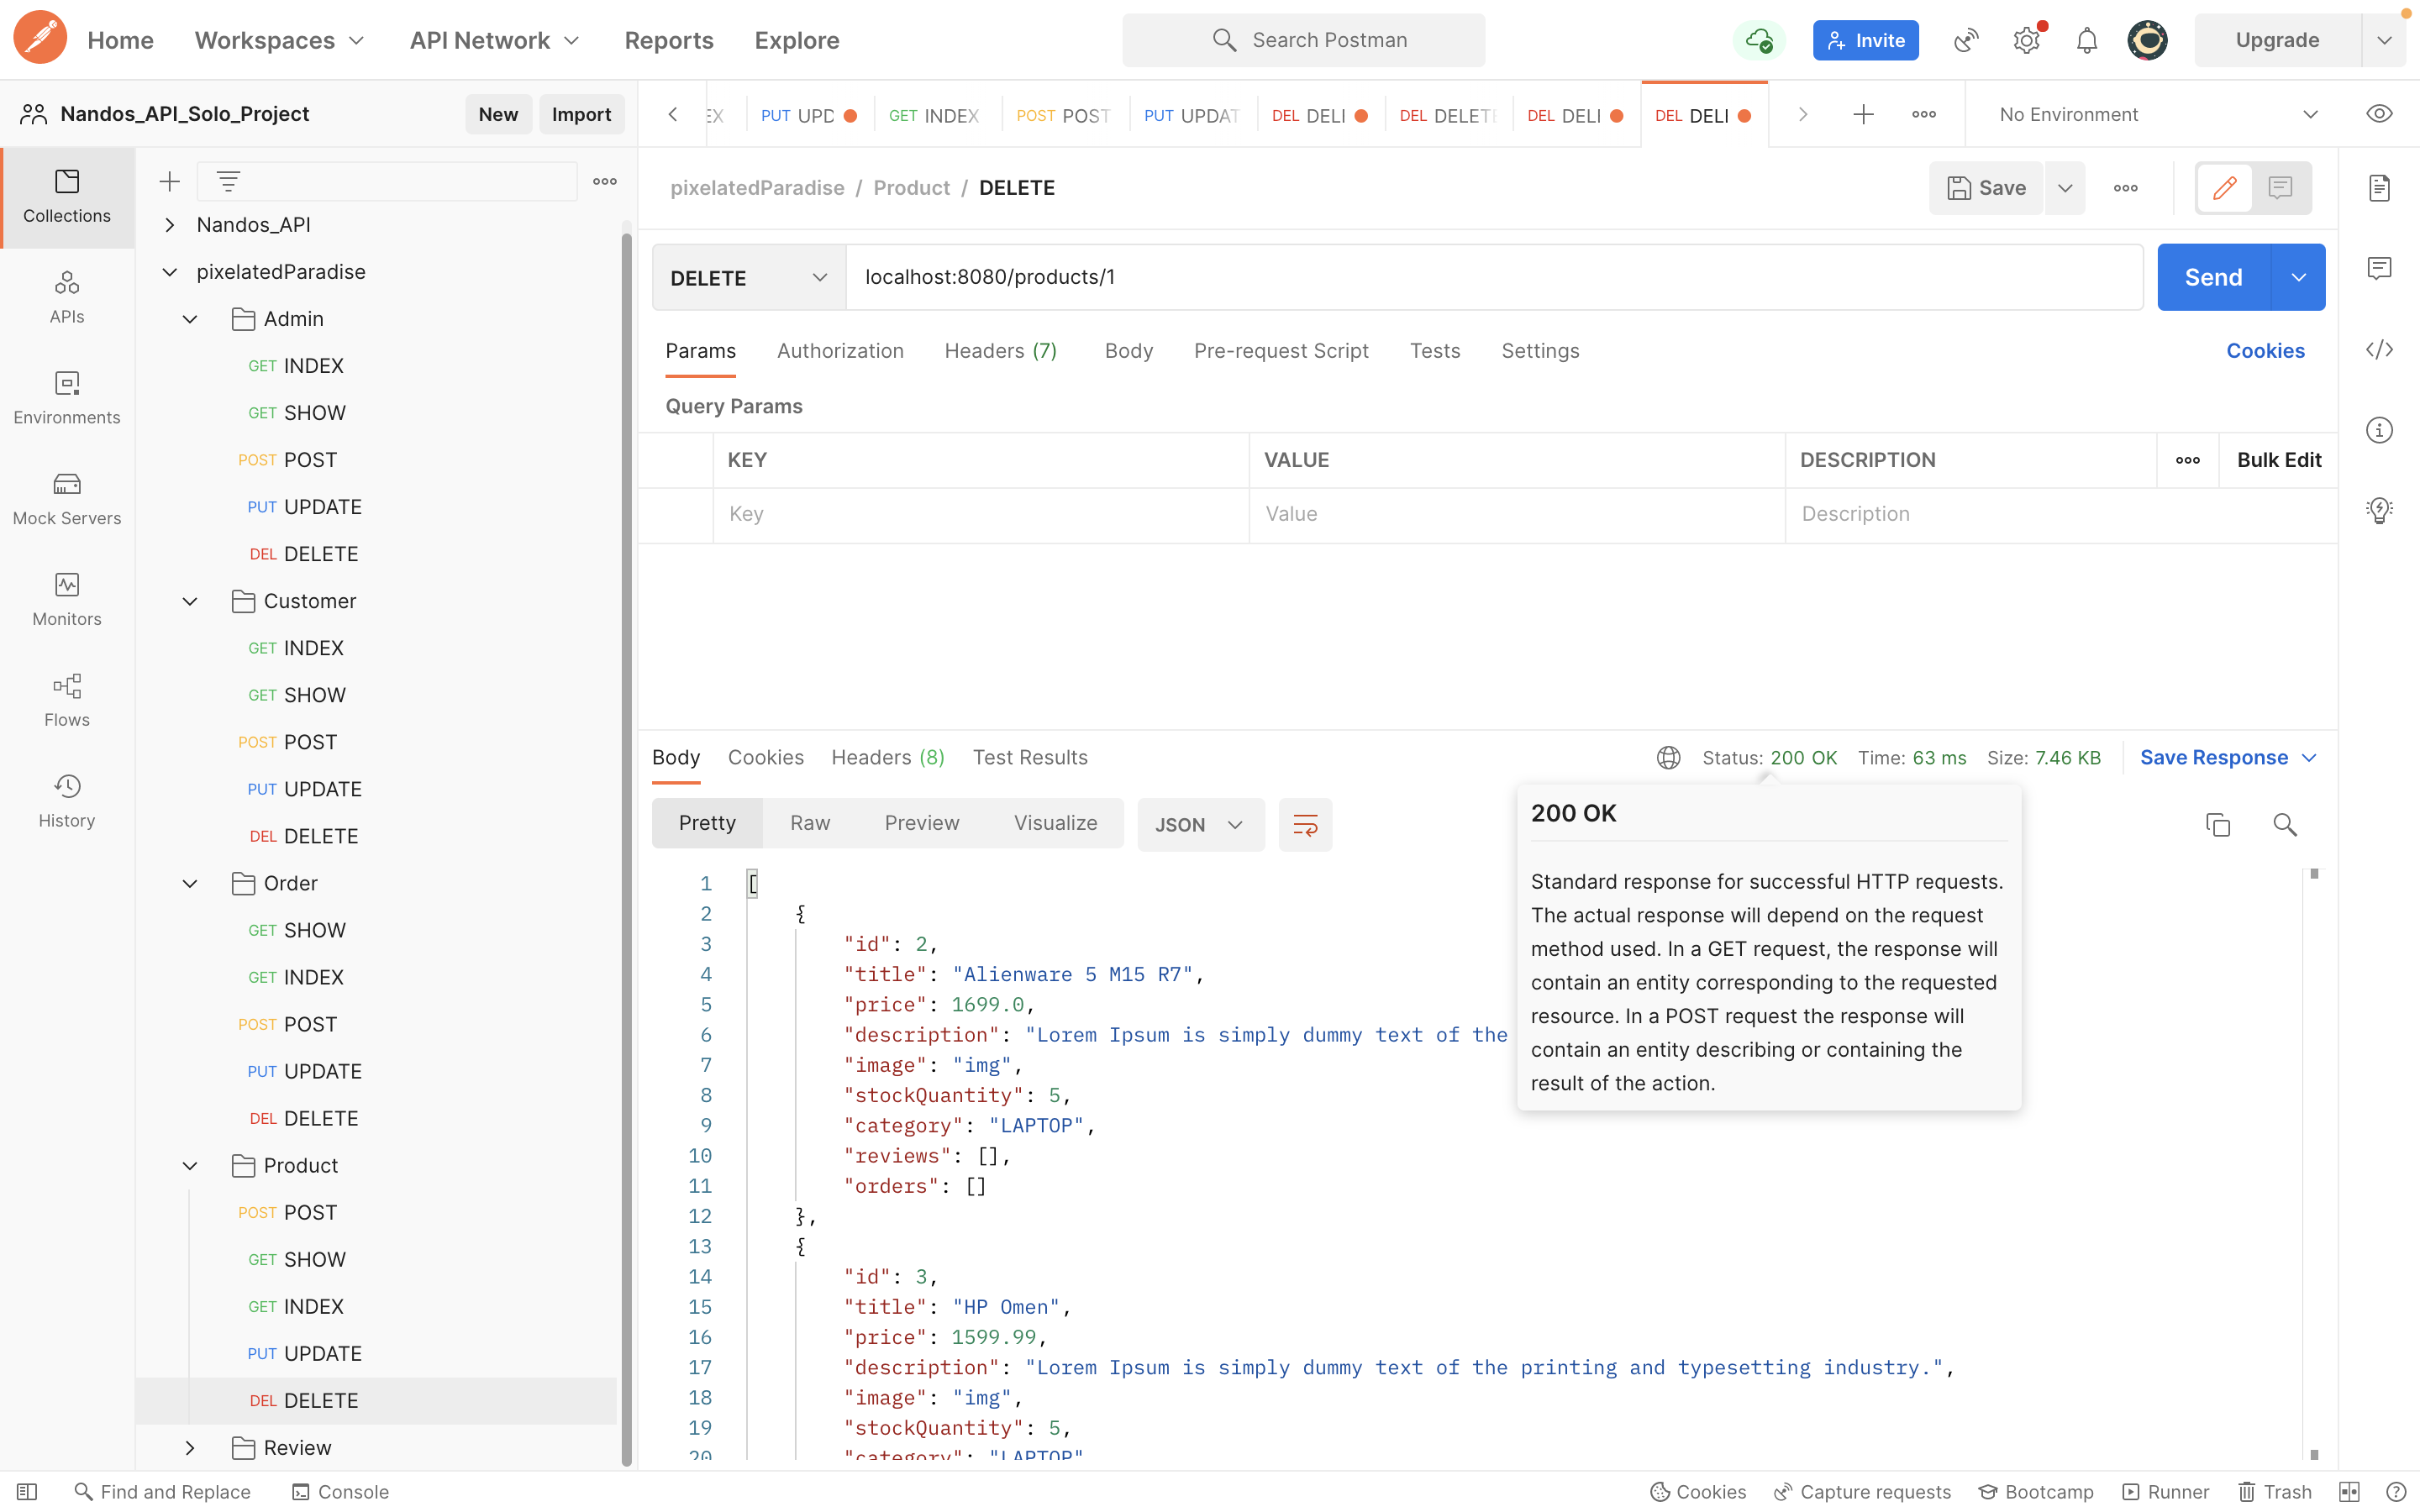 Home Workspaces API Network Reports Explore Search Postman Invite Upgrade
Nandos_API_Solo_Project New Import EX PUT UPD GET INDEX POST POST PUT UPDAT DEL DELI DEL DELET DEL DELI DEL DELI No Environment
Collections
APIs
Environments
Mock Servers
Monitors
Flows
History
Nandos_API
pixelatedParadise
Admin
GET INDEX
GET SHOW
POST POST
PUT UPDATE
DEL DELETE
Customer
GET INDEX
GET SHOW
POST POST
PUT UPDATE
DEL DELETE
Order
GET SHOW
GET INDEX
POST POST
PUT UPDATE
DEL DELETE
Product
POST POST
GET SHOW
GET INDEX
PUT UPDATE
DEL DELETE
Review
pixelatedParadise / Product / DELETE Save
DELETE localhost:8080/products/1 Send
Params Authorization Headers (7) Body Pre-request Script Tests Settings Cookies
Query Params
KEY VALUE DESCRIPTION Bulk Edit
Key Value Description
Body Cookies Headers (8) Test Results Status: 200 OK Time: 63 ms Size: 7.46 KB Save Response
Pretty Raw Preview Visualize JSON
200 OK
Standard response for successful HTTP requests.
The actual response will depend on the request
method used. In a GET request, the response will
contain an entity corresponding to the requested
resource. In a POST request the response will
contain an entity describing or containing the
result of the action.
1 [
2 {
3 "id": 2,
4 "title": "Alienware 5 M15 R7",
5 "price": 1699.0,
6 "description": "Lorem Ipsum is simply dummy text of the
7 "image": "img",
8 "stockQuantity": 5,
9 "category": "LAPTOP",
10 "reviews": [],
11 "orders": []
12 },
13 {
14 "id": 3,
15 "title": "HP Omen",
16 "price": 1599.99,
17 "description": "Lorem Ipsum is simply dummy text of the printing and typesetting industry.",
18 "image": "img",
19 "stockQuantity": 5,
20 "category": "LAPTOP"
Find and Replace Console Cookies Capture requests Bootcamp Runner Trash